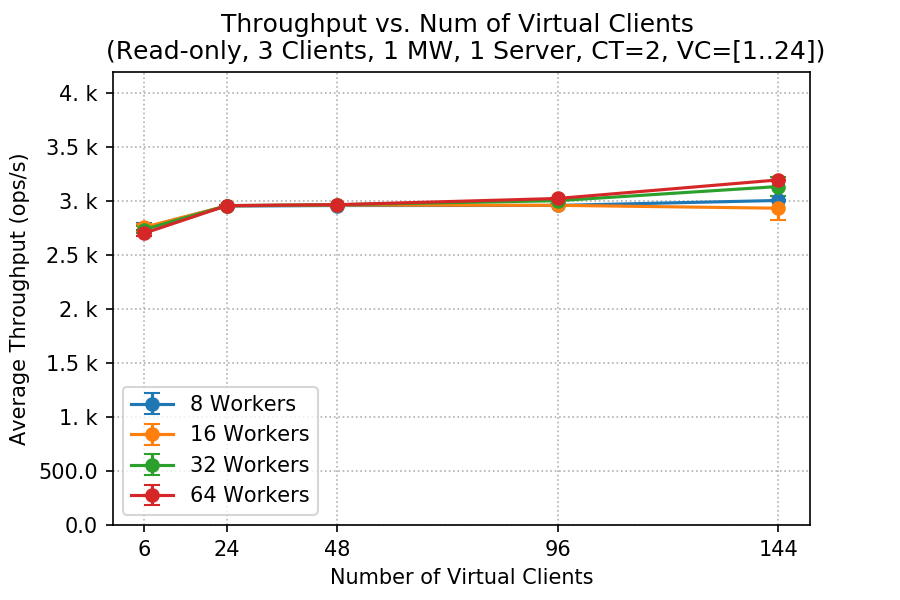 Throughput vs. Num of Virtual Clients
(Read-only, 3 Clients, 1 MW, 1 Server, CT=2, VC=[1..24])
Average Throughput (ops/s)
4. k
3.5 k
3. k
2.5 k
2. k
1.5 k
1. k
500.0
0.0
8 Workers
16 Workers
32 Workers
64 Workers
6 24 48 96 144
Number of Virtual Clients